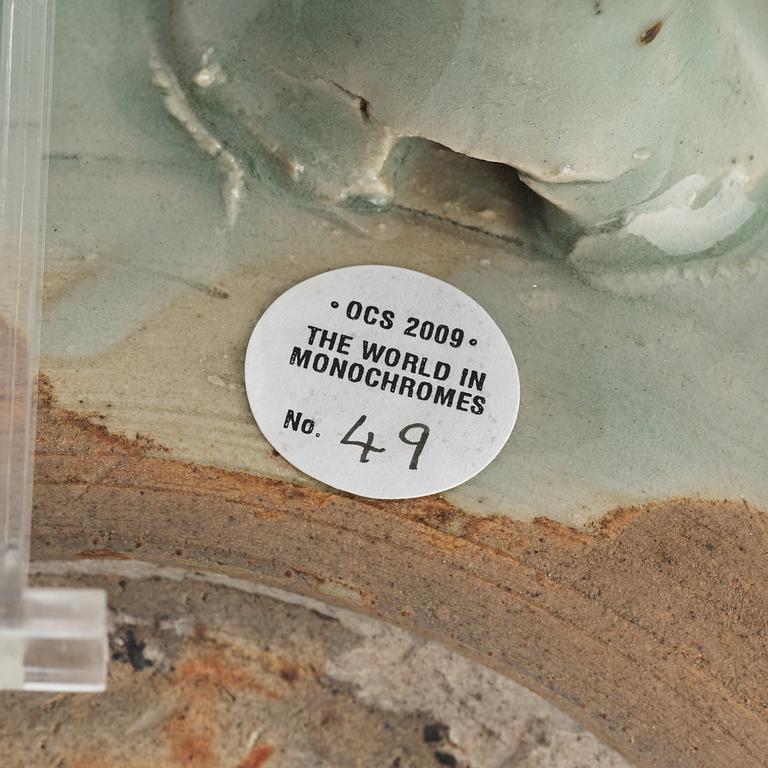 • OCS 2009 •
THE WORLD IN
MONOCHROMES
No. 49